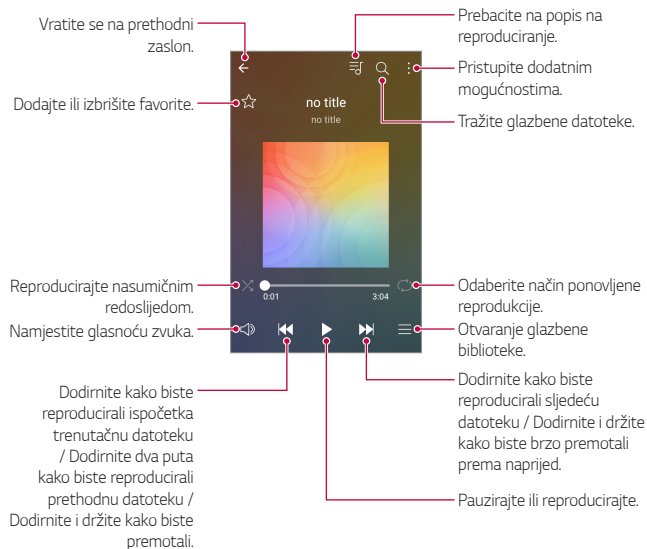 Vratite se na prethodni
zaslon.
Dodajte ili izbrišite favorite.
Reproducirajte nasumičnim
redoslijedom.
Namjestite glasnoću zvuka.
Dodirnite kako biste
reproducirali ispočetka
trenutačnu datoteku
/ Dodirnite dva puta
kako biste reproducirali
prethodnu datoteku /
Dodirnite i držite kako biste
premotali.
no title
no title
0:01
3:04
Prebacite na popis na
reproduciranje.
Pristupite dodatnim
mogućnostima.
Tražite glazbene datoteke.
Odaberite način ponovljene
reprodukcije.
Otvaranje glazbene
biblioteke.
Dodirnite kako biste
reproducirali sljedeću
datoteku / Dodirnite i držite
kako biste brzo premotali
prema naprijed.
Pauzirajte ili reproducirajte.